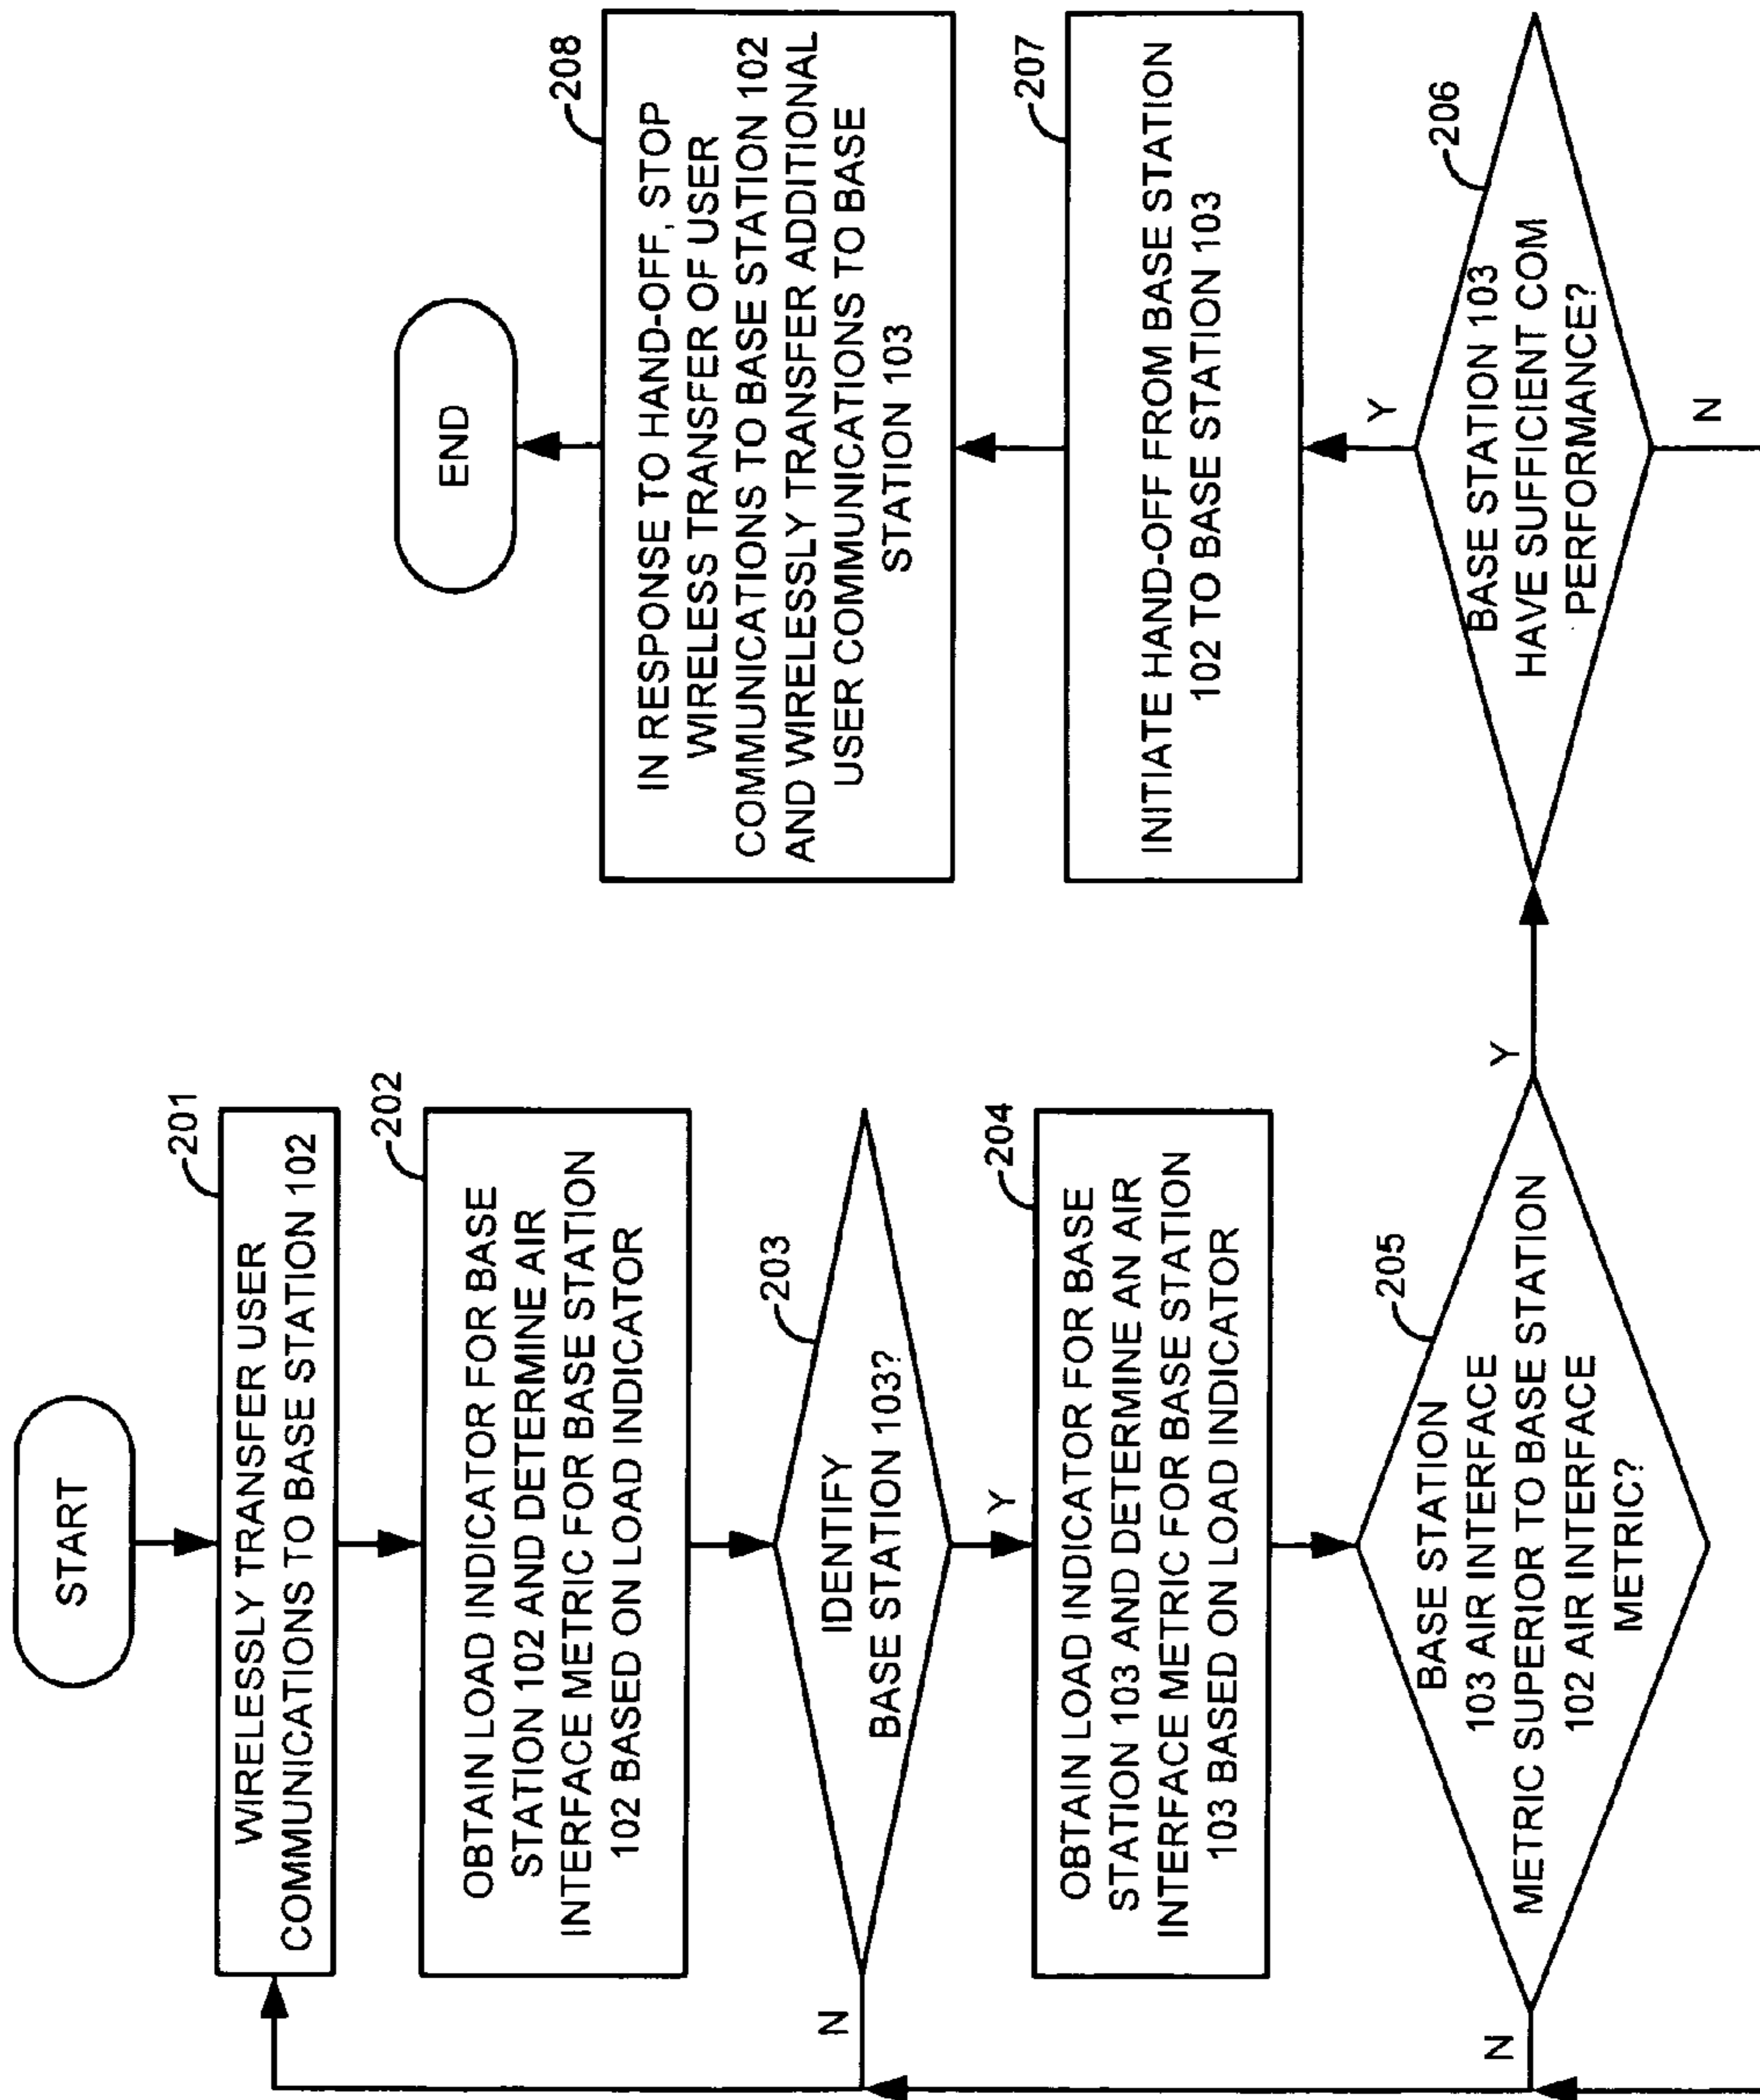 START
201
WIRELESSLY TRANSFER USER
COMMUNICATIONS TO BASE STATION 102
202
OBTAIN LOAD INDICATOR FOR BASE
STATION 102 AND DETERMINE AIR
INTERFACE METRIC FOR BASE STATION
102 BASED ON LOAD INDICATOR
203
IDENTIFY
BASE STATION 103?
N
Y
204
OBTAIN LOAD INDICATOR FOR BASE
STATION 103 AND DETERMINE AN AIR
INTERFACE METRIC FOR BASE STATION
103 BASED ON LOAD INDICATOR
205
BASE STATION
103 AIR INTERFACE
METRIC SUPERIOR TO BASE STATION
102 AIR INTERFACE
METRIC?
N
Y
206
BASE STATION 103
HAVE SUFFICIENT COM
PERFORMANCE?
Y
N
207
INITIATE HAND-OFF FROM BASE STATION
102 TO BASE STATION 103
208
IN RESPONSE TO HAND-OFF, STOP
WIRELESS TRANSFER OF USER
COMMUNICATIONS TO BASE STATION 102
AND WIRELESSLY TRANSFER ADDITIONAL
USER COMMUNICATIONS TO BASE
STATION 103
END